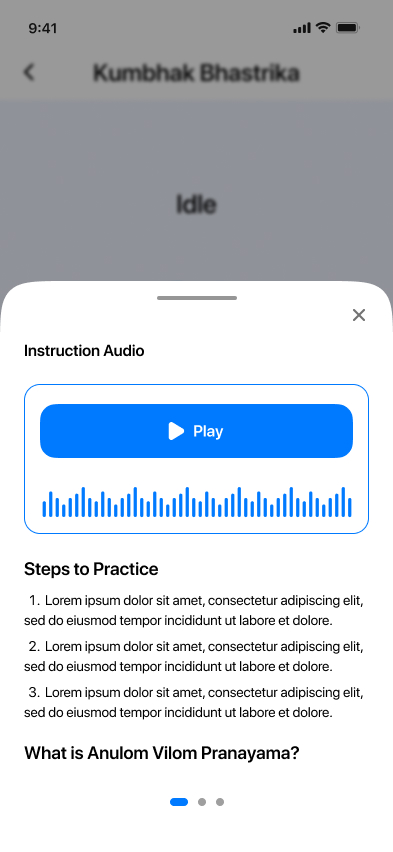 9:41
Kumbhak Bhastrika
Idle
Instruction Audio
Play
Steps to Practice
1. Lorem ipsum dolor sit amet, consectetur adipiscing elit,
sed do eiusmod tempor incididunt ut labore et dolore.
2. Lorem ipsum dolor sit amet, consectetur adipiscing elit,
sed do eiusmod tempor incididunt ut labore et dolore.
3. Lorem ipsum dolor sit amet, consectetur adipiscing elit,
sed do eiusmod tempor incididunt ut labore et dolore.
What is Anulom Vilom Pranayama?